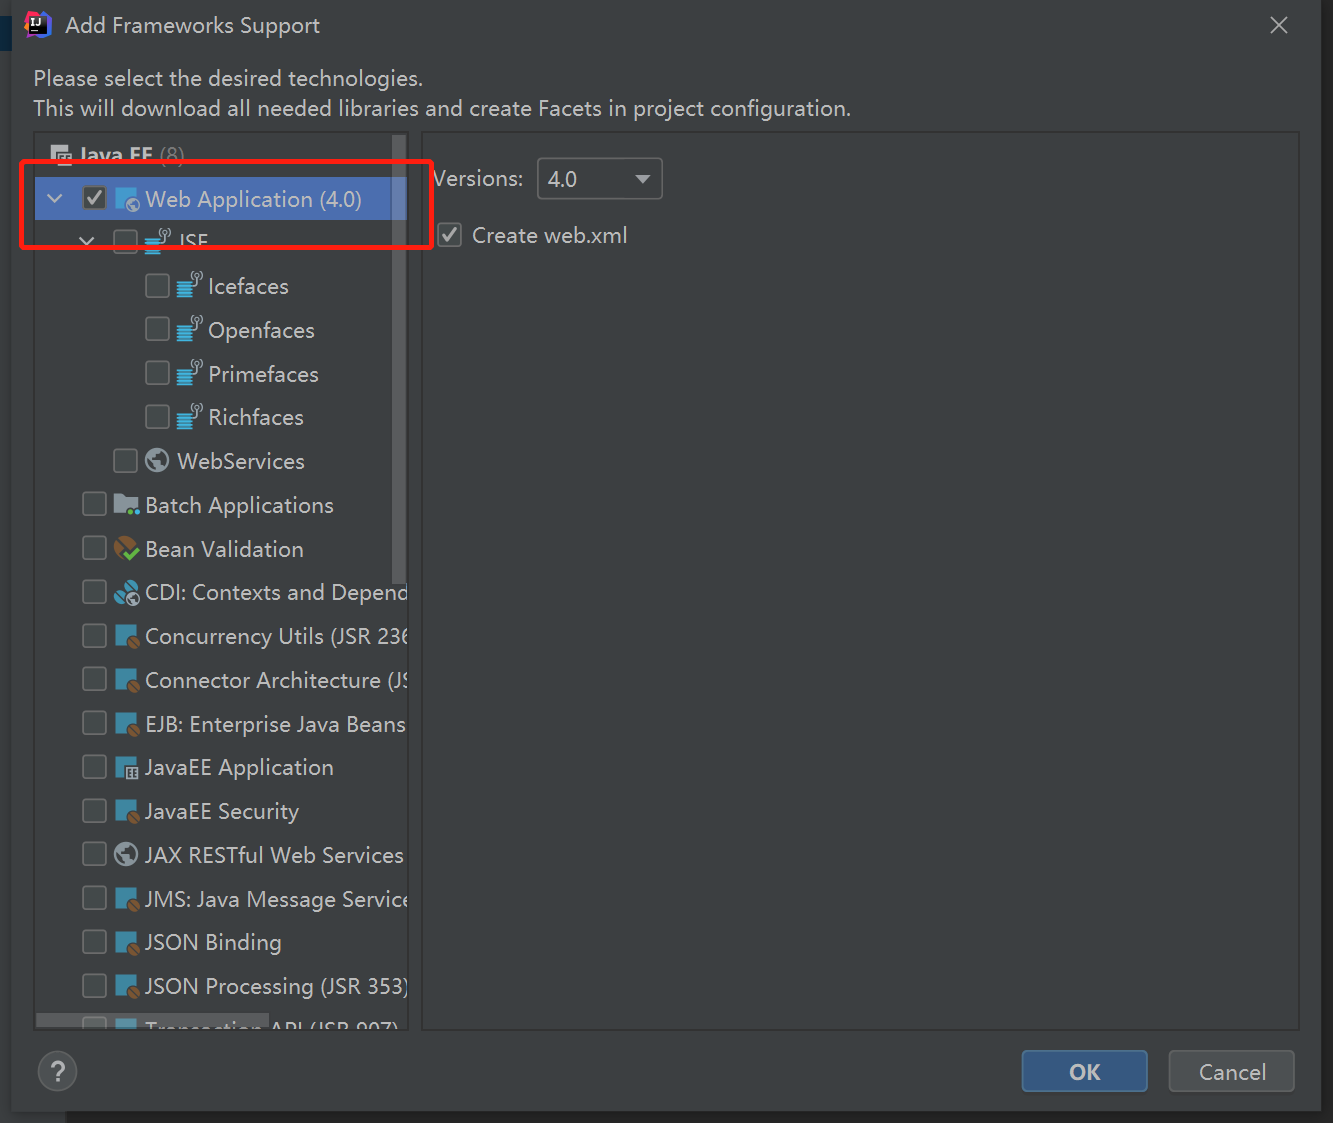 Add Frameworks Support
Please select the desired technologies.
This will download all needed libraries and create Facets in project configuration.
Java EE (8)
Web Application (4.0)
JSF
Icefaces
Openfaces
Primefaces
Richfaces
WebServices
Batch Applications
Bean Validation
CDI: Contexts and Depend
Concurrency Utils (JSR 236
Connector Architecture (JS
EJB: Enterprise Java Beans
JavaEE Application
JavaEE Security
JAX RESTful Web Services
JMS: Java Message Service
JSON Binding
JSON Processing (JSR 353)
Transaction API (JSR 907)
Versions: 4.0
Create web.xml
?
OK
Cancel